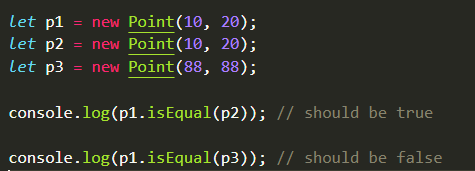 let p1 = new Point(10, 20);
let p2 = new Point(10, 20);
let p3 = new Point(88, 88);
console.log(p1.isEqual(p2)); // should be true
console.log(p1.isEqual(p3)); // should be false